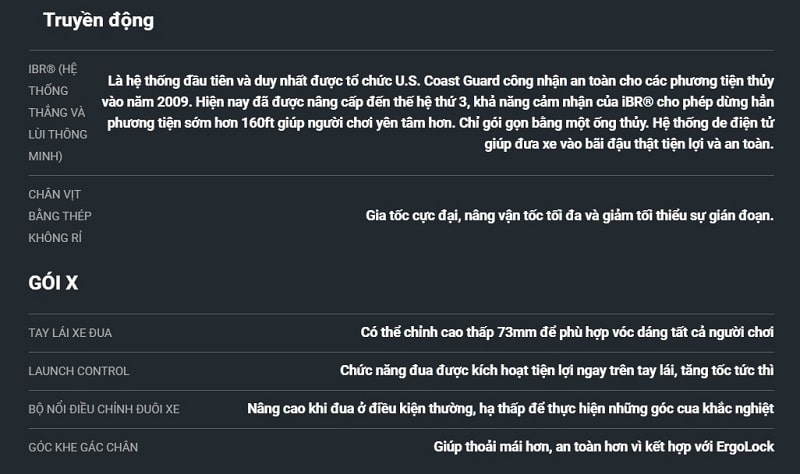 Truyền động
IBR® (HỆ
THỐNG
THẮNG VÀ
LÙI THÔNG
MINH)
Là hệ thống đầu tiên và duy nhất được tổ chức U.S. Coast Guard công nhận an toàn cho các phương tiện thủy
vào năm 2009. Hiện nay đã được nâng cấp đến thế hệ thứ 3, khả năng cảm nhận của iBR® cho phép dừng hẳn
phương tiện sớm hơn 160ft giúp người chơi yên tâm hơn. Chỉ gói gọn bằng một ống thủy. Hệ thống de điện tử
giúp đưa xe vào bãi đậu thật tiện lợi và an toàn.
CHÂN VỊT
BẰNG THÉP
KHÔNG RỈ
Gia tốc cực đại, nâng vận tốc tối đa và giảm tối thiểu sự gián đoạn.
GÓI X
TAY LÁI XE ĐUA
Có thể chỉnh cao thấp 73mm để phù hợp vóc dáng tất cả người chơi
LAUNCH CONTROL
Chức năng đua được kích hoạt tiện lợi ngay trên tay lái, tăng tốc tức thì
BỘ NỔI ĐIỀU CHỈNH ĐUÔI XE
Nâng cao khi đua ở điều kiện thường, hạ thấp để thực hiện những góc cua khắc nghiệt
GÓC KHE GÁC CHÂN
Giúp thoải mái hơn, an toàn hơn vì kết hợp với ErgoLock